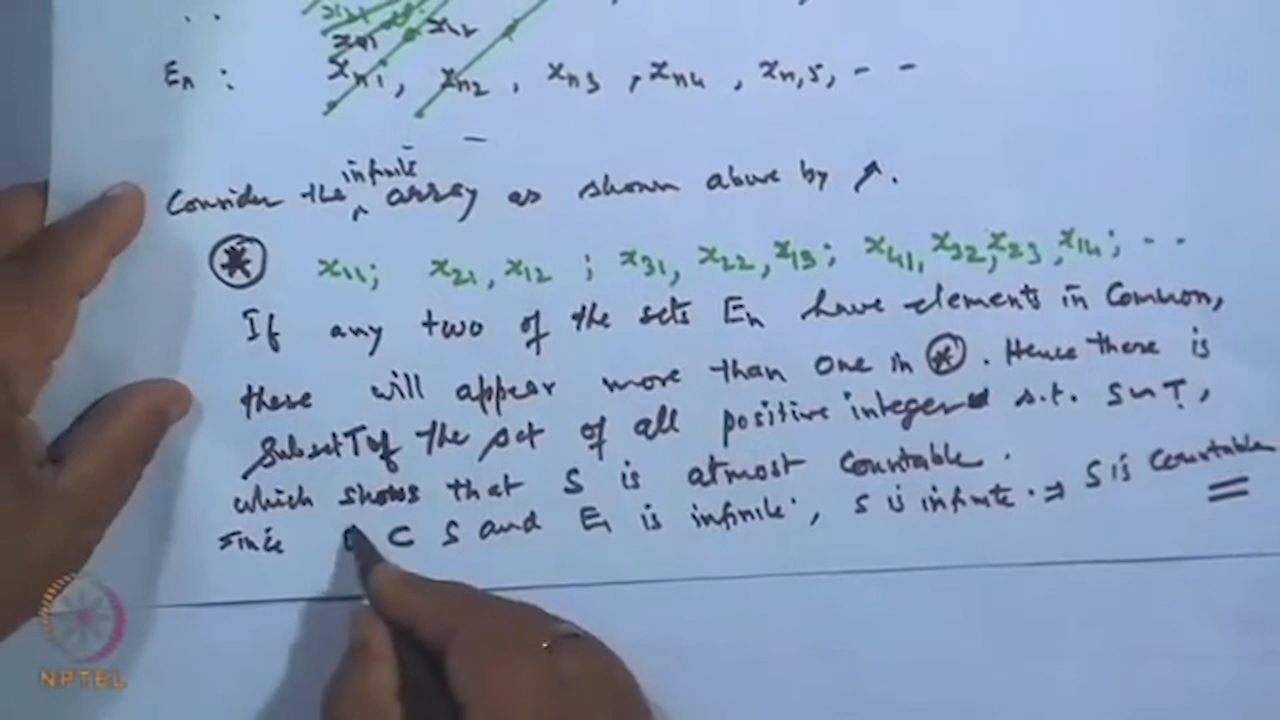 x₁₁ x₁₂
Eₙ : xₙ₁, xₙ₂, xₙ₃, xₙ₄, xₙ,₅, - -
Consider the infinite array as shown above by ↗.
* x₁₁; x₂₁, x₁₂; x₃₁, x₂₂, x₁₃; x₄₁, x₃₂, x₂₃, x₁₄; ...
If any two of the sets Eₙ have elements in Common,
these will appear more than one in *. Hence there is
subset T of the set of all positive integer s.t. S ~ T,
which shows that S is atmost Countable.
since ⊂ S and E₁ is infinite, S is infinite. ⇒ S is Countable
NPTEL